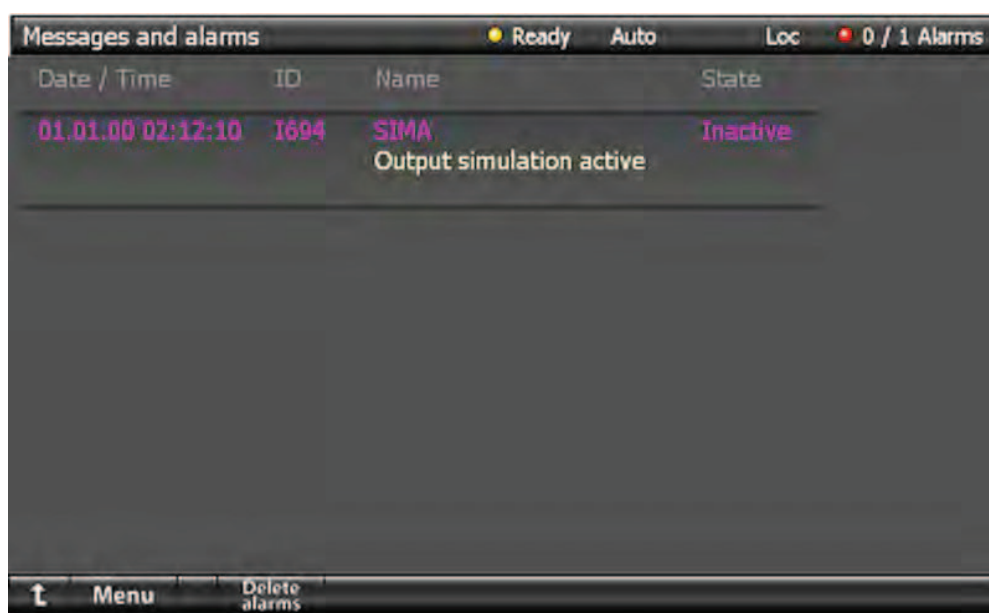 Messages and alarms Ready Auto Loc 0 / 1 Alarms
Date / Time ID Name State
01.01.00 02:12:10 I694 SIMA Inactive
Output simulation active
Menu Delete
alarms